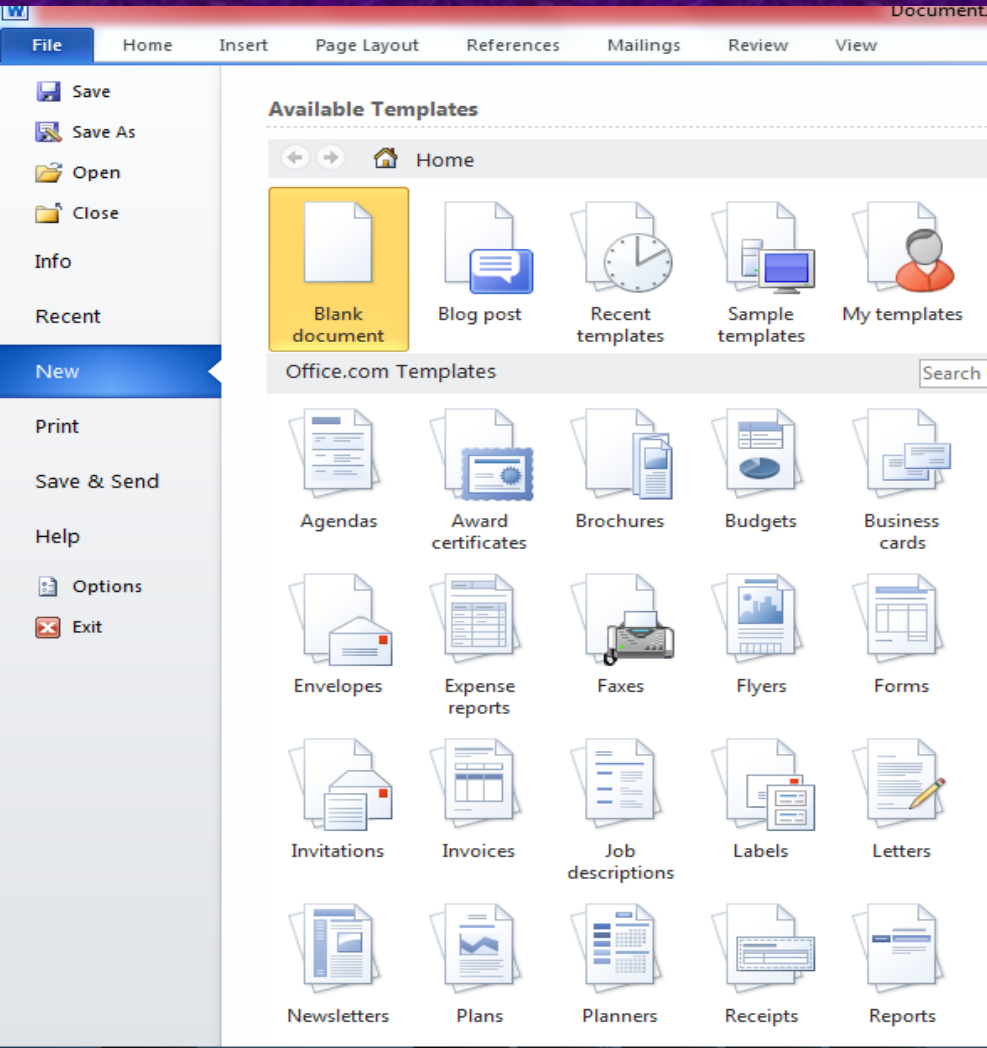 W
Document
File Home Insert Page Layout References Mailings Review View
Save
Save As
Open
Close
Info
Recent
New
Print
Save & Send
Help
Options
Exit
Available Templates
Home
Blank document
Blog post
Recent templates
Sample templates
My templates
Office.com Templates
Search
Agendas
Award certificates
Brochures
Budgets
Business cards
Envelopes
Expense reports
Faxes
Flyers
Forms
Invitations
Invoices
Job descriptions
Labels
Letters
Newsletters
Plans
Planners
Receipts
Reports